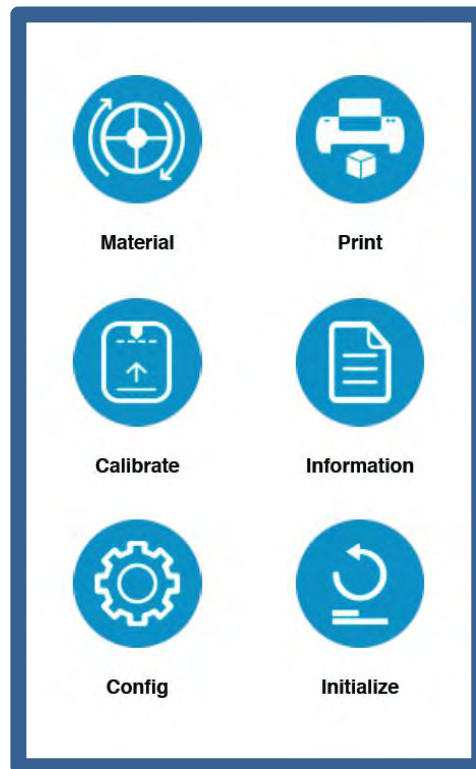 Material
Print
Calibrate
Information
Config
Initialize